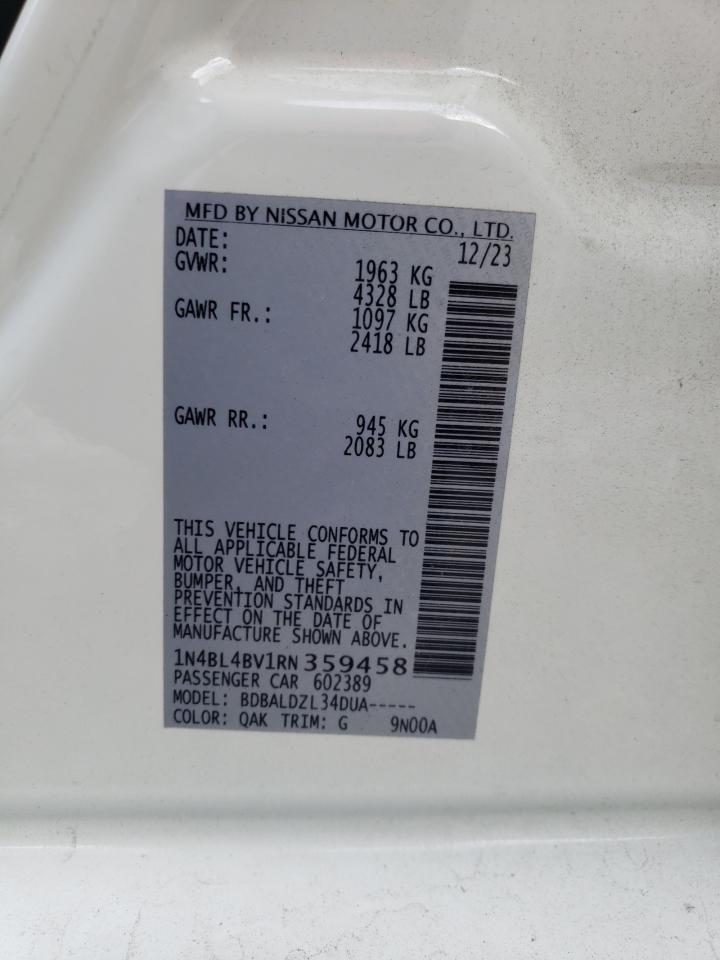 MFD BY NISSAN MOTOR CO., LTD.
DATE: 12/23
GVWR: 1963 KG
4328 LB
GAWR FR.: 1097 KG
2418 LB
GAWR RR.: 945 KG
2083 LB
THIS VEHICLE CONFORMS TO
ALL APPLICABLE FEDERAL
MOTOR VEHICLE SAFETY,
BUMPER, AND THEFT
PREVENTION STANDARDS IN
EFFECT ON THE DATE OF
MANUFACTURE SHOWN ABOVE.
1N4BL4BV1RN359458
PASSENGER CAR 602389
MODEL: BDBALDZL34DUA-----
COLOR: QAK TRIM: G 9N00A